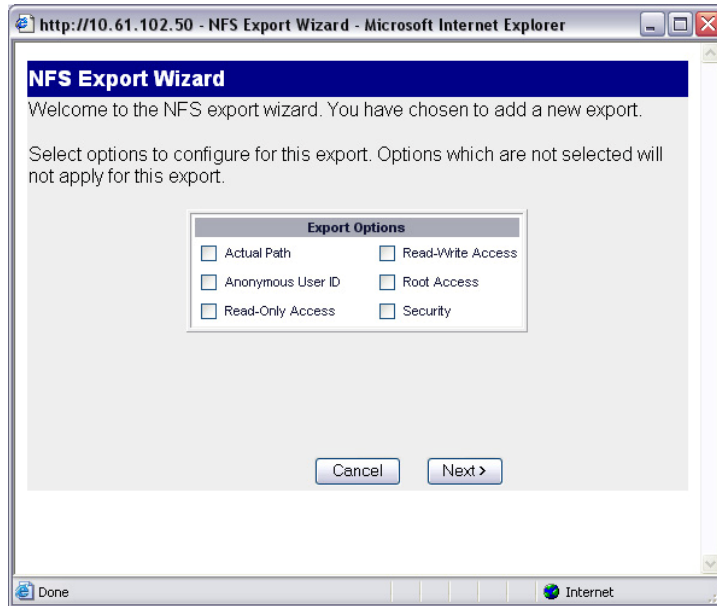 http://10.61.102.50 - NFS Export Wizard - Microsoft Internet Explorer
NFS Export Wizard
Welcome to the NFS export wizard. You have chosen to add a new export.
Select options to configure for this export. Options which are not selected will
not apply for this export.
Export Options
Actual Path
Read-Write Access
Anonymous User ID
Root Access
Read-Only Access
Security
Cancel
Next >
Done
Internet